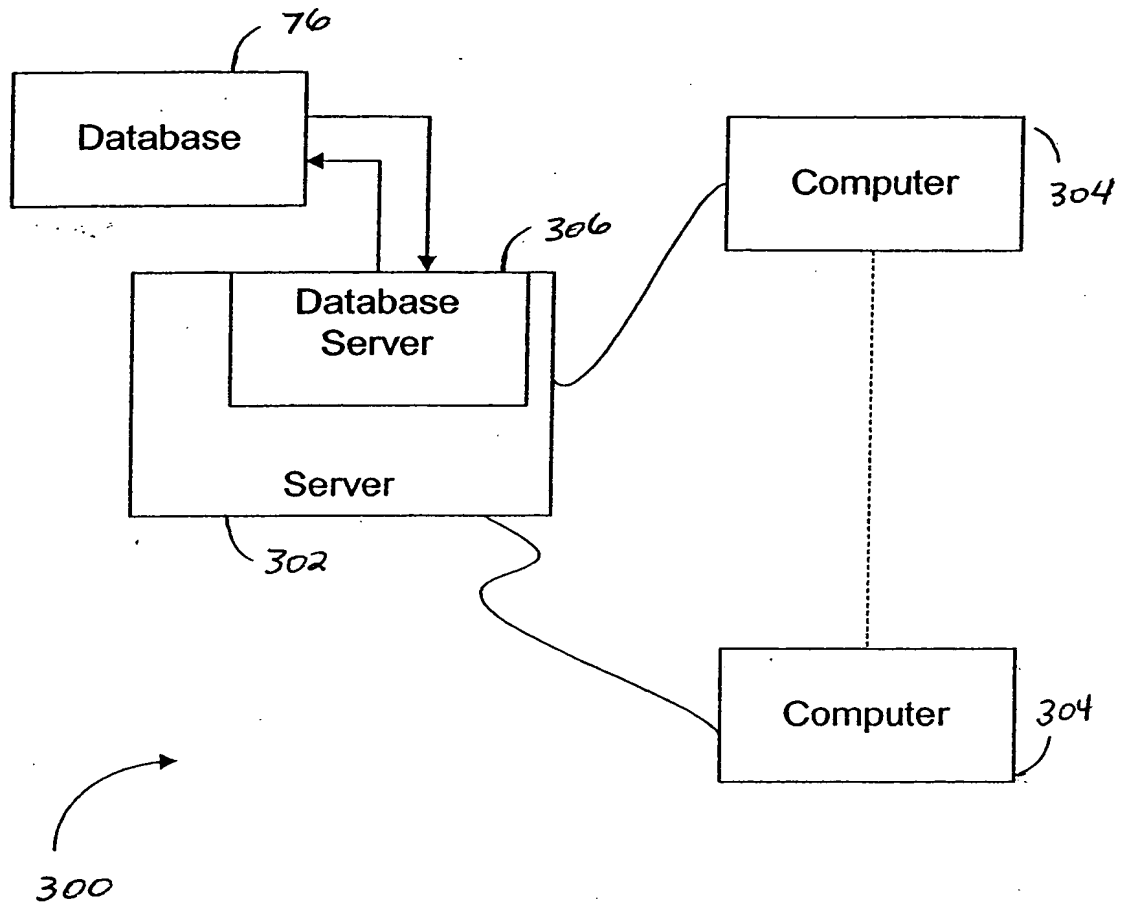 76
Database
Computer
304
306
Database
Server
Server
302
Computer
304
300